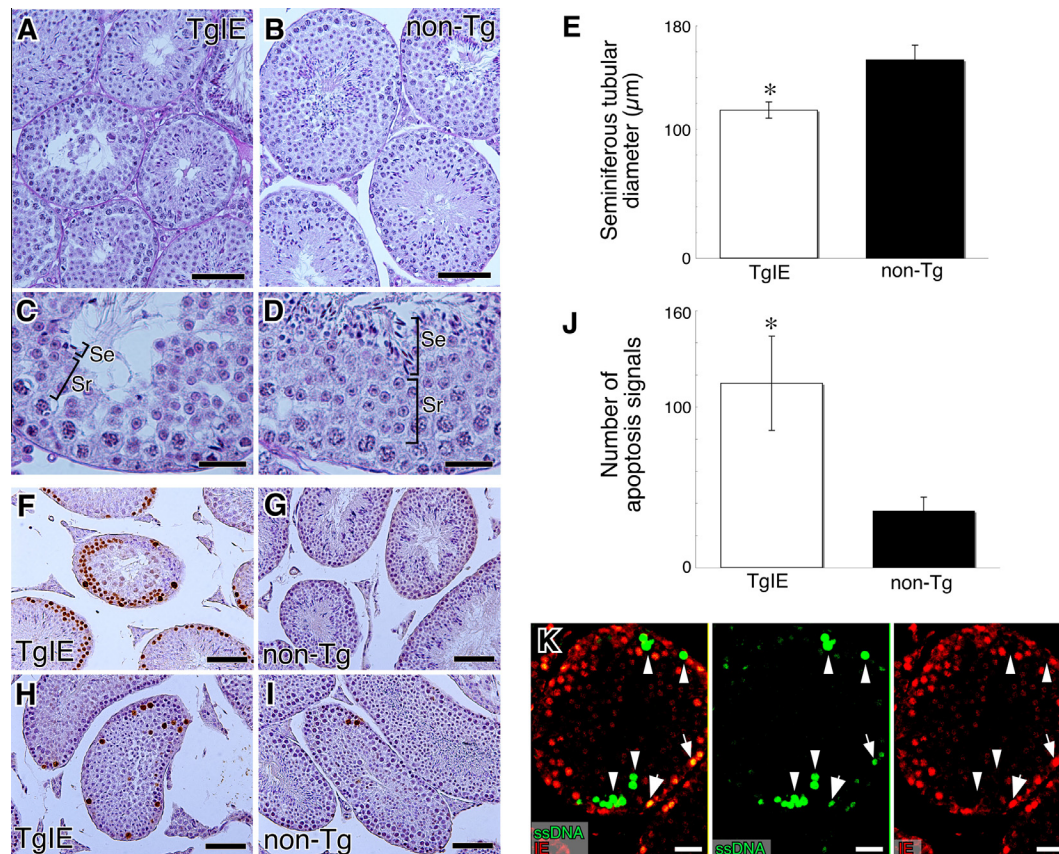 A TgIE
B non-Tg
C Se Sr
D Se Sr
E
Seminiferous tubular
diameter (µm)
180
100
0
*
TgIE non-Tg
F TgIE
G non-Tg
H TgIE
I non-Tg
J
Number of
apoptosis signals
160
100
0
*
TgIE non-Tg
K
ssDNA
IE
ssDNA
IE